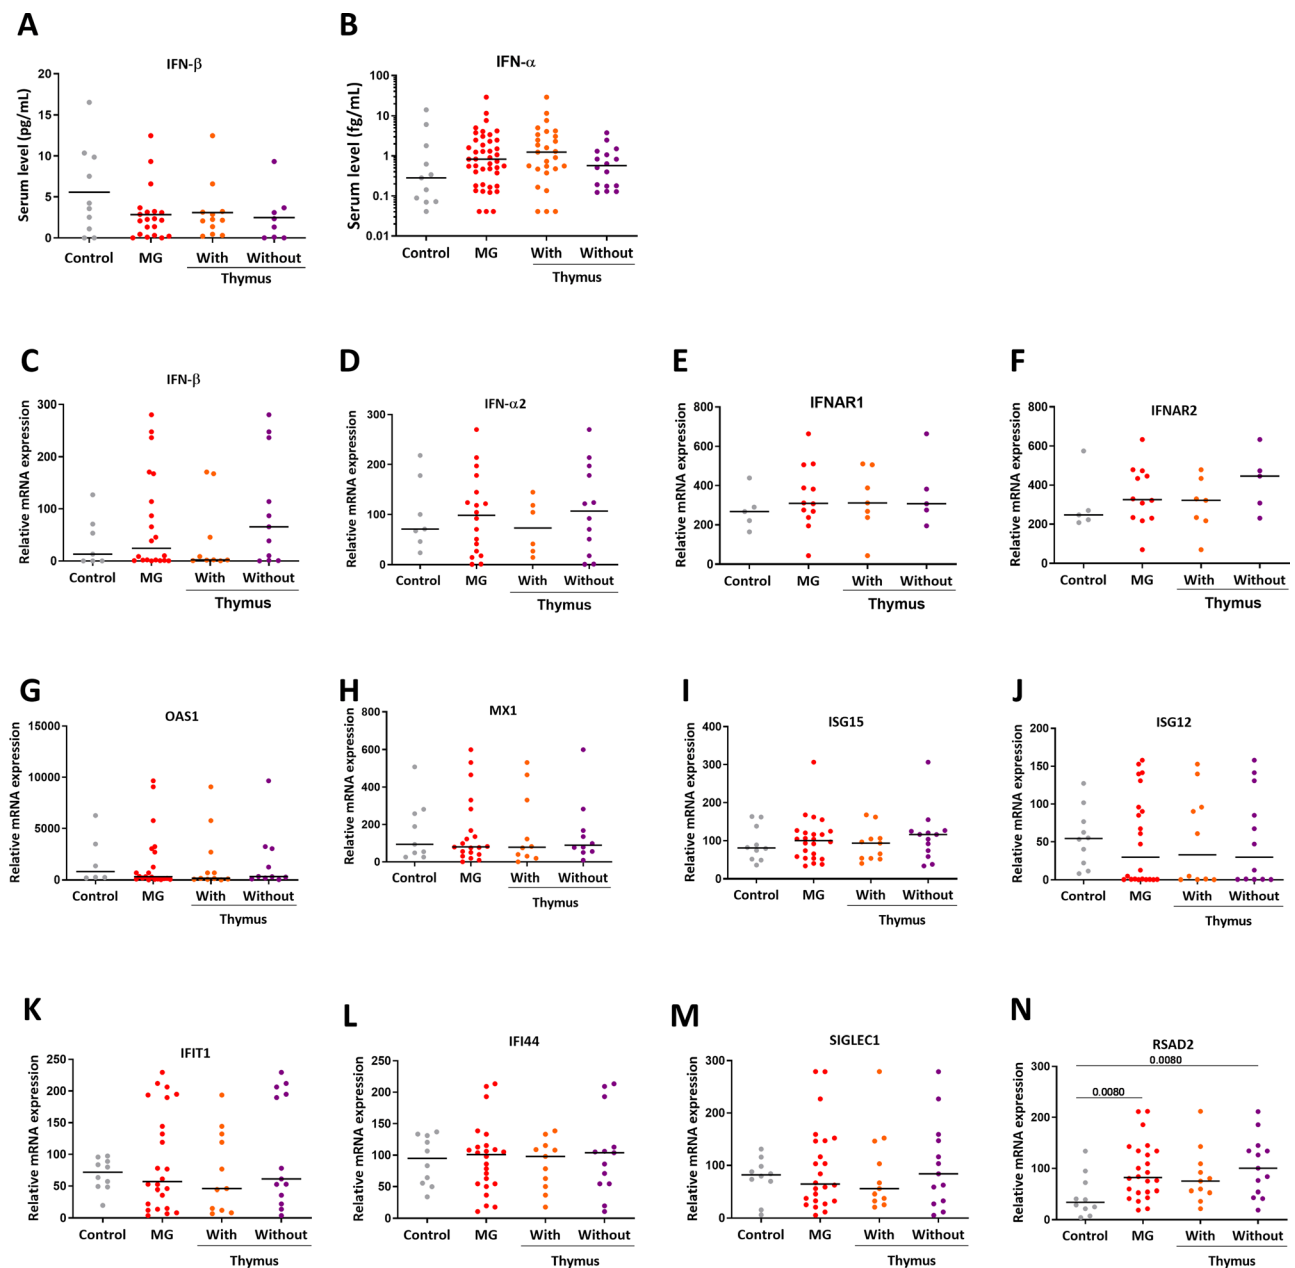 A
IFN-β
Serum level (pg/mL)
20
15
10
5
0
Control MG With Without
Thymus
B
IFN-α
Serum level (fg/mL)
100
10
1
0.1
0.01
Control MG With Without
Thymus
C
IFN-β
Relative mRNA expression
300
200
100
0
Control MG With Without
Thymus
D
IFN-α2
Relative mRNA expression
300
200
100
0
Control MG With Without
Thymus
E
IFNAR1
Relative mRNA expression
800
600
400
200
0
Control MG With Without
Thymus
F
IFNAR2
Relative mRNA expression
800
600
400
200
0
Control MG With Without
Thymus
G
OAS1
Relative mRNA expression
15000
10000
5000
0
Control MG With Without
Thymus
H
MX1
Relative mRNA expression
800
600
400
200
0
Control MG With Without
Thymus
I
ISG15
Relative mRNA expression
400
300
200
100
0
Control MG With Without
Thymus
J
ISG12
Relative mRNA expression
200
150
100
50
0
Control MG With Without
Thymus
K
IFIT1
Relative mRNA expression
250
200
150
100
50
0
Control MG With Without
Thymus
L
IFI44
Relative mRNA expression
300
250
200
150
100
50
0
Control MG With Without
Thymus
M
SIGLEC1
Relative mRNA expression
300
200
100
0
Control MG With Without
Thymus
N
RSAD2
0.0080
0.0080
Relative mRNA expression
300
200
100
0
Control MG With Without
Thymus